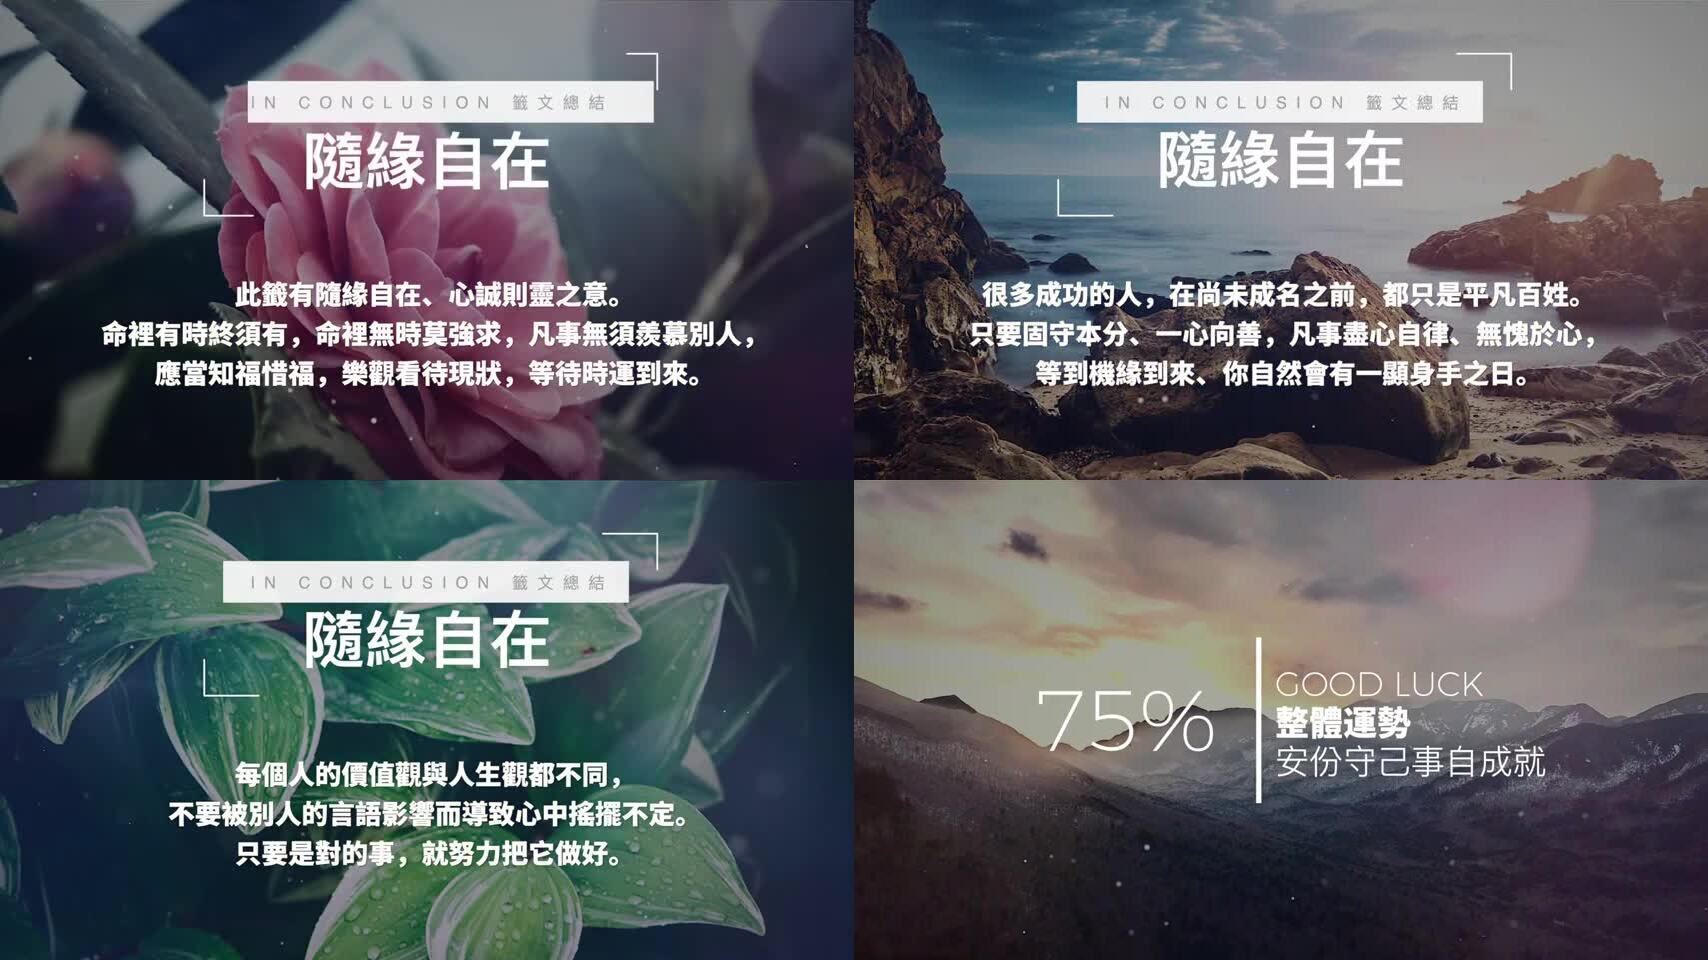 IN CONCLUSION 籤文總結
隨緣自在
此籤有隨緣自在、心誠則靈之意。
命裡有時終須有，命裡無時莫強求，凡事無須羨慕別人，
應當知福惜福，樂觀看待現狀，等待時運到來。
IN CONCLUSION 籤文總結
隨緣自在
很多成功的人，在尚未成名之前，都只是平凡百姓。
只要固守本分、一心向善，凡事盡心自律、無愧於心，
等到機緣到來、你自然會有一顯身手之日。
IN CONCLUSION 籤文總結
隨緣自在
每個人的價值觀與人生觀都不同，
不要被別人的言語影響而導致心中搖擺不定。
只要是對的事，就努力把它做好。
75%
GOOD LUCK
整體運勢
安份守己事自成就